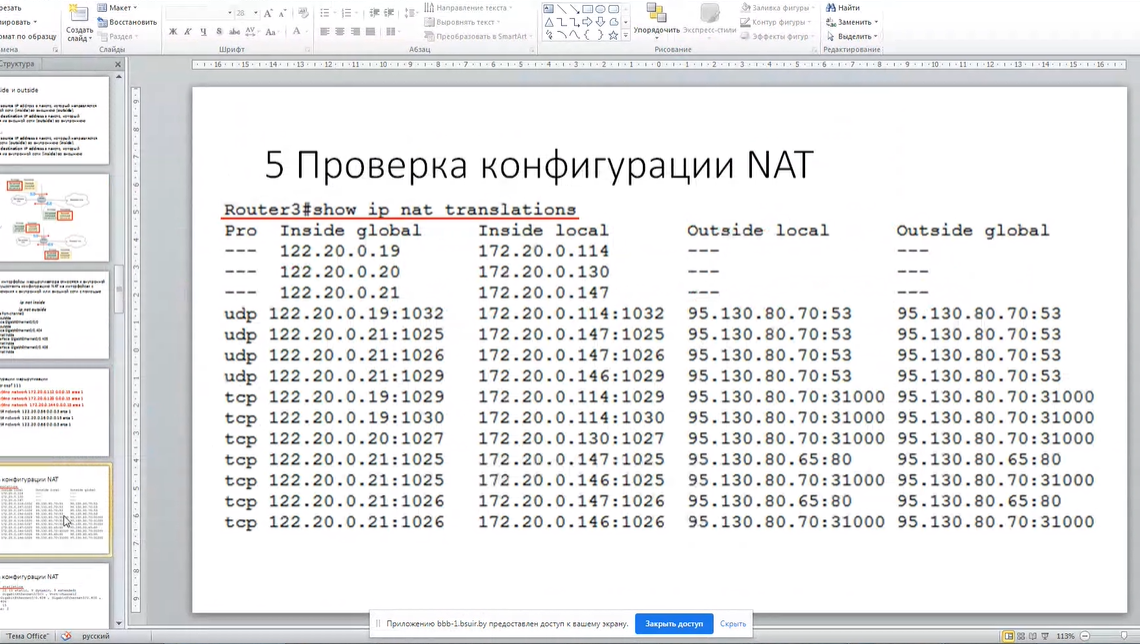 Макет
Восстановить
Создать
слайд
Раздел
Слайды
28
Ж К Ч S abc AV Aa A
Шрифт
Направление текста
Выровнять текст
Преобразовать в SmartArt
Абзац
Упорядочить
Экспресс-стили
Заливка фигуры
Контур фигуры
Эффекты фигур
Рисование
Найти
Заменить
Выделить
Редактирование
Структура
5 Проверка конфигурации NAT
Router3#show ip nat translations
Pro Inside global Inside local Outside local Outside global
--- 122.20.0.19 172.20.0.114 --- ---
--- 122.20.0.20 172.20.0.130 --- ---
--- 122.20.0.21 172.20.0.147 --- ---
udp 122.20.0.19:1032 172.20.0.114:1032 95.130.80.70:53 95.130.80.70:53
udp 122.20.0.21:1025 172.20.0.147:1025 95.130.80.70:53 95.130.80.70:53
udp 122.20.0.21:1026 172.20.0.147:1026 95.130.80.70:53 95.130.80.70:53
udp 122.20.0.21:1029 172.20.0.146:1029 95.130.80.70:53 95.130.80.70:53
tcp 122.20.0.19:1029 172.20.0.114:1029 95.130.80.70:31000 95.130.80.70:31000
tcp 122.20.0.19:1030 172.20.0.114:1030 95.130.80.70:31000 95.130.80.70:31000
tcp 122.20.0.20:1027 172.20.0.130:1027 95.130.80.70:31000 95.130.80.70:31000
tcp 122.20.0.21:1025 172.20.0.147:1025 95.130.80.65:80 95.130.80.65:80
tcp 122.20.0.21:1025 172.20.0.146:1025 95.130.80.70:31000 95.130.80.70:31000
tcp 122.20.0.21:1026 172.20.0.147:1026 95.130.80.65:80 95.130.80.65:80
tcp 122.20.0.21:1026 172.20.0.146:1026 95.130.80.70:31000 95.130.80.70:31000
Приложению bbb-1.bsuir.by предоставлен доступ к вашему экрану.
Закрыть доступ
Скрыть
"Тема Office"
русский
113%